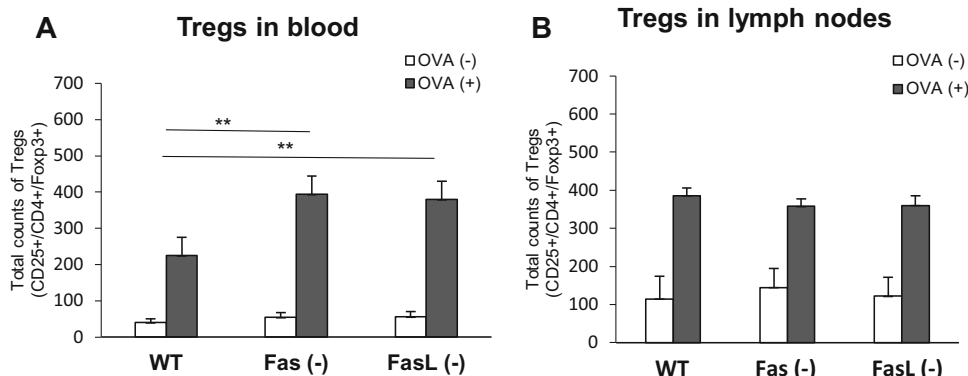 A
Tregs in blood
OVA (-)
OVA (+)
Total counts of Tregs
(CD25+/CD4+/Foxp3+)
700
600
500
400
300
200
100
0
**
**
WT
Fas (-)
FasL (-)
B
Tregs in lymph nodes
OVA (-)
OVA (+)
Total counts of Tregs
(CD25+/CD4+/Foxp3+)
700
600
500
400
300
200
100
0
WT
Fas (-)
FasL (-)